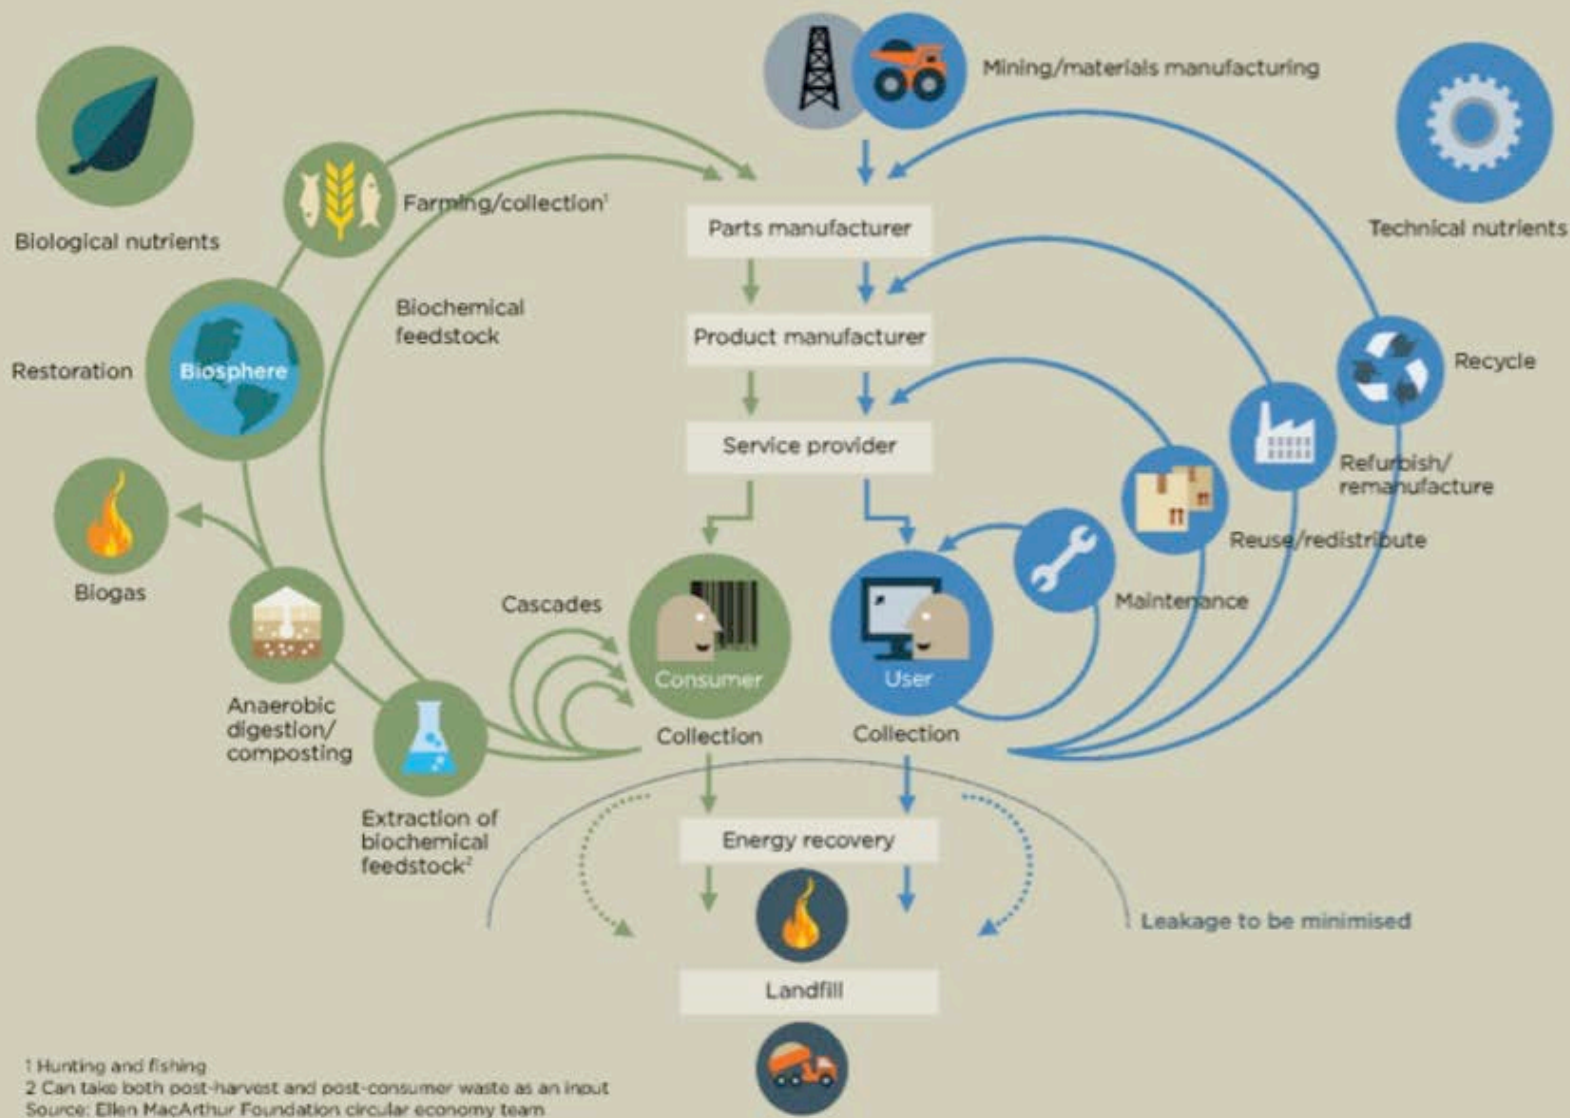 Mining/materials manufacturing
Biological nutrients
Technical nutrients
Farming/collection¹
Parts manufacturer
Biochemical
feedstock
Product manufacturer
Restoration
Biosphere
Recycle
Service provider
Refurbish/
remanufacture
Reuse/redistribute
Biogas
Cascades
Maintenance
Consumer
User
Anaerobic
digestion/
composting
Collection
Collection
Extraction of
biochemical
feedstock²
Energy recovery
Leakage to be minimised
Landfill
1 Hunting and fishing
2 Can take both post-harvest and post-consumer waste as an input
Source: Ellen MacArthur Foundation circular economy team